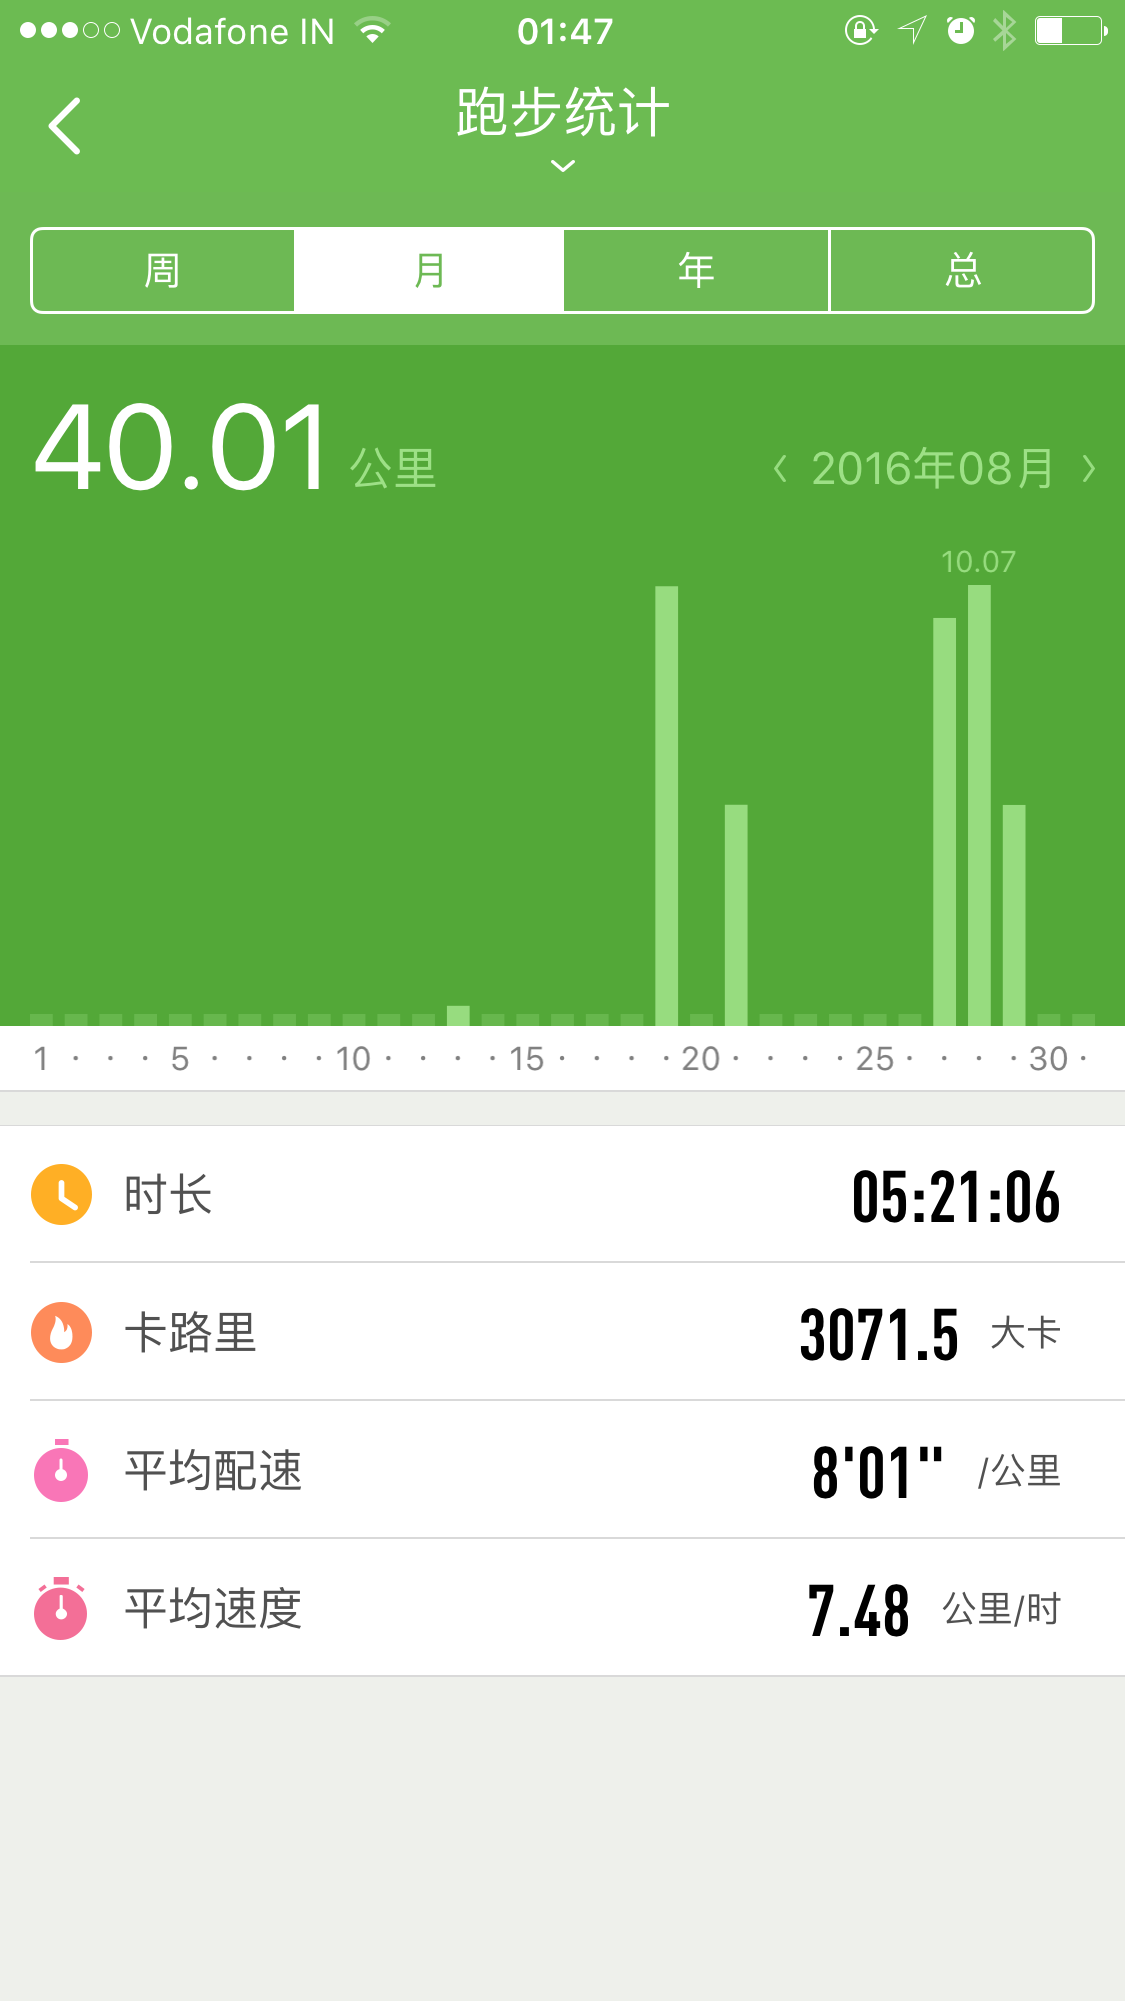 Vodafone IN 01:47
跑步统计
周 月 年 总
40.01 公里 2016年08月
10.07
1 · · · 5 · · · · 10 · · · · 15 · · · · 20 · · · · 25 · · · · 30 ·
时长 05:21:06
卡路里 3071.5 大卡
平均配速 8'01" /公里
平均速度 7.48 公里/时